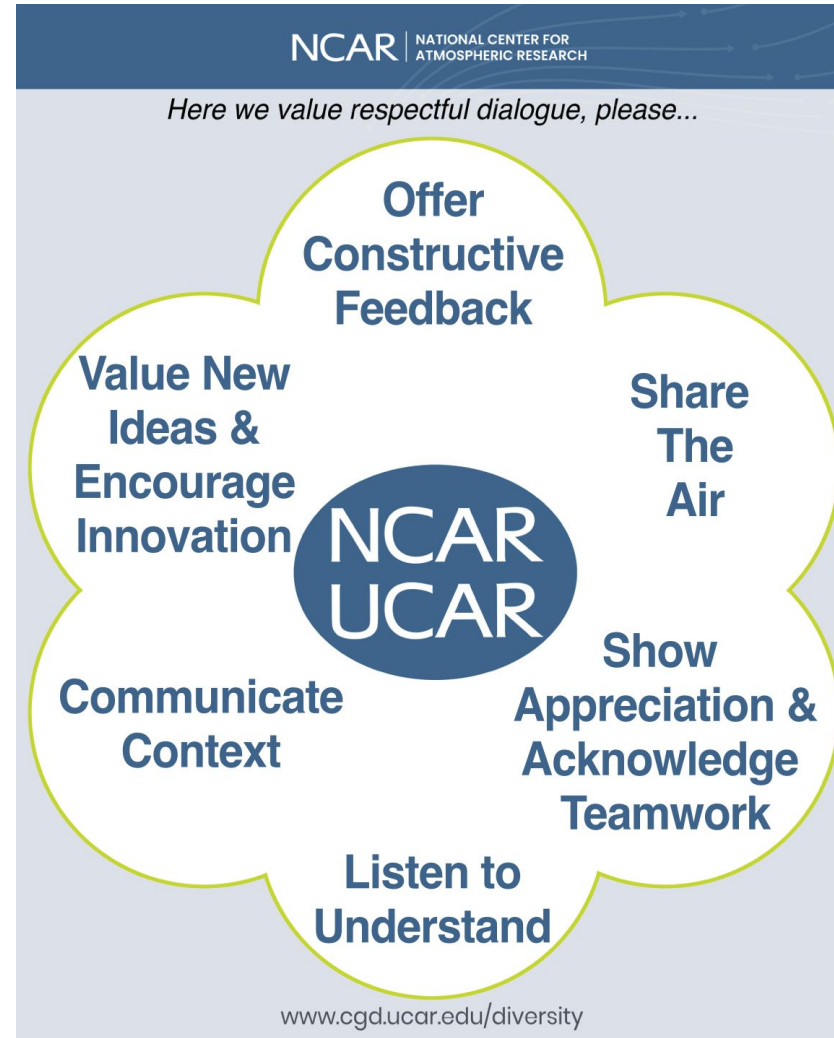 NCAR | NATIONAL CENTER FOR
ATMOSPHERIC RESEARCH
Here we value respectful dialogue, please...
Offer
Constructive
Feedback
Share
The
Air
Show
Appreciation &
Acknowledge
Teamwork
Listen to
Understand
Communicate
Context
Value New
Ideas &
Encourage
Innovation
NCAR
UCAR
www.cgd.ucar.edu/diversity